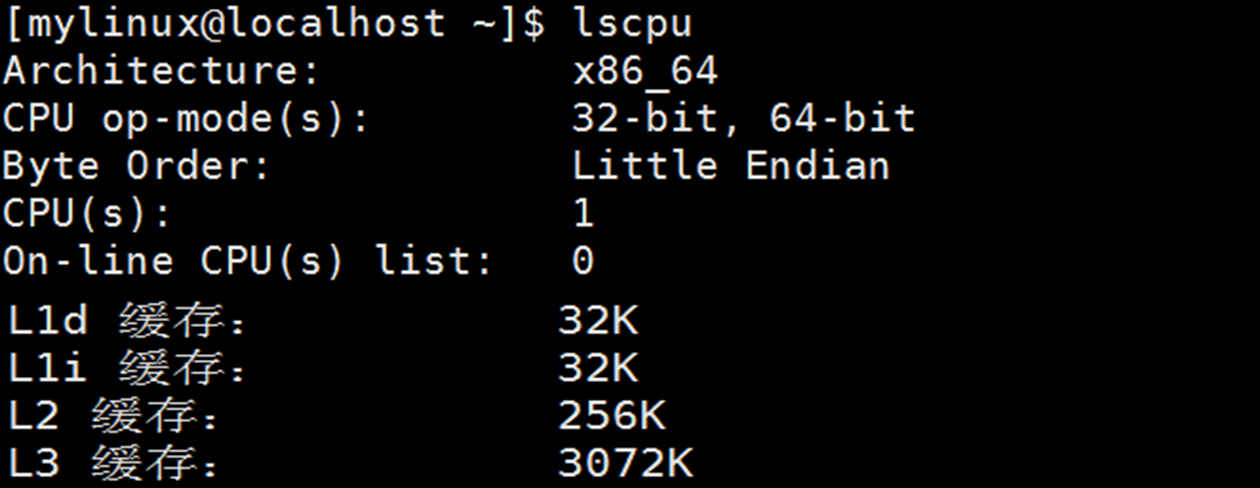 [mylinux@localhost ~]$ lscpu
Architecture: x86_64
CPU op-mode(s): 32-bit, 64-bit
Byte Order: Little Endian
CPU(s): 1
On-line CPU(s) list: 0
L1d 缓存： 32K
L1i 缓存： 32K
L2 缓存： 256K
L3 缓存： 3072K